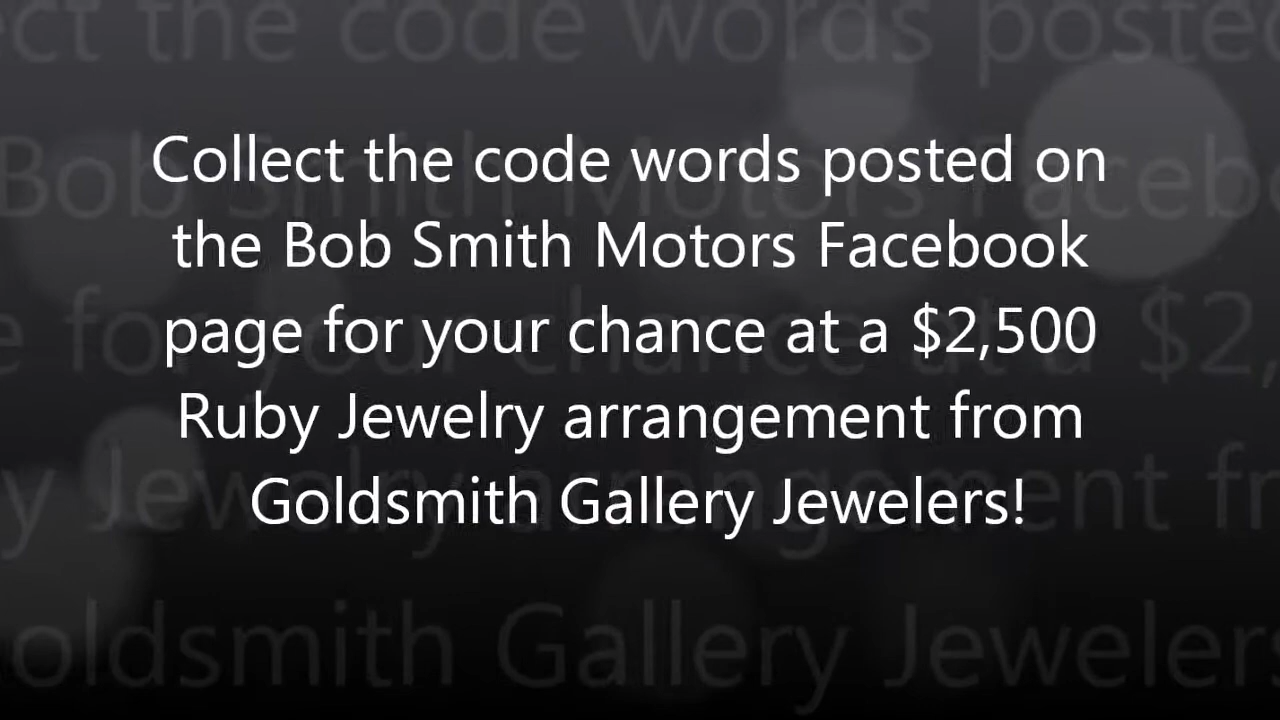 Collect the code words posted on
the Bob Smith Motors Facebook
page for your chance at a $2,500
Ruby Jewelry arrangement from
Goldsmith Gallery Jewelers!